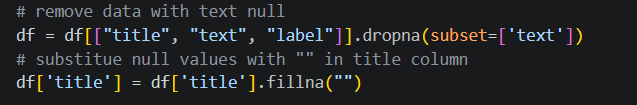 # remove data with text null
df = df[["title", "text", "label"]].dropna(subset=['text'])
# substitue null values with "" in title column
df['title'] = df['title'].fillna("")